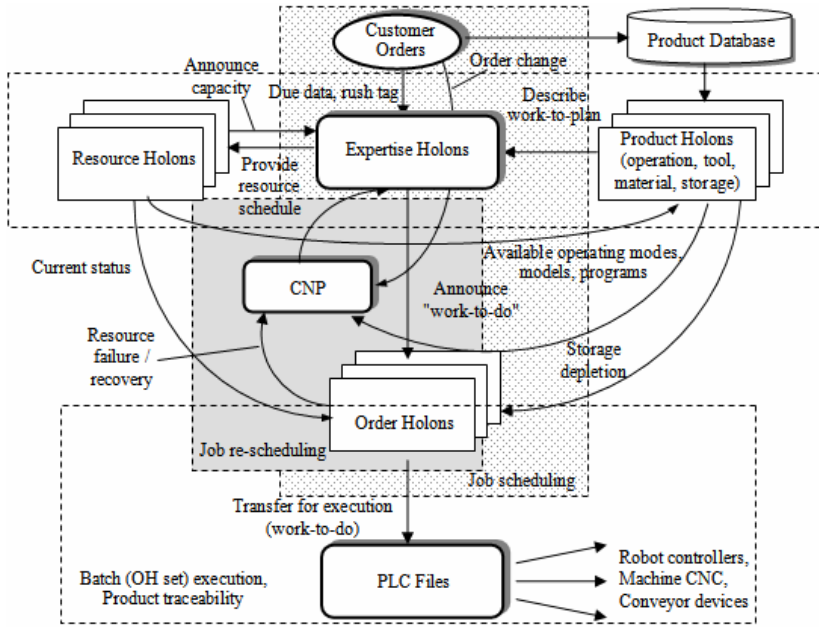 Customer
Orders
Product Database
Order change
Announce
capacity
Due data, rush tag
Describe
work-to-plan
Resource Holons
Expertise Holons
Product Holons
(operation, tool,
material, storage)
Provide
resource
schedule
Current status
Available operating modes,
models, programs
CNP
Announce
"work-to-do"
Resource
failure /
recovery
Storage
depletion
Order Holons
Job re-scheduling
Job scheduling
Transfer for execution
(work-to-do)
Batch (OH set) execution,
Product traceability
PLC Files
Robot controllers,
Machine CNC,
Conveyor devices